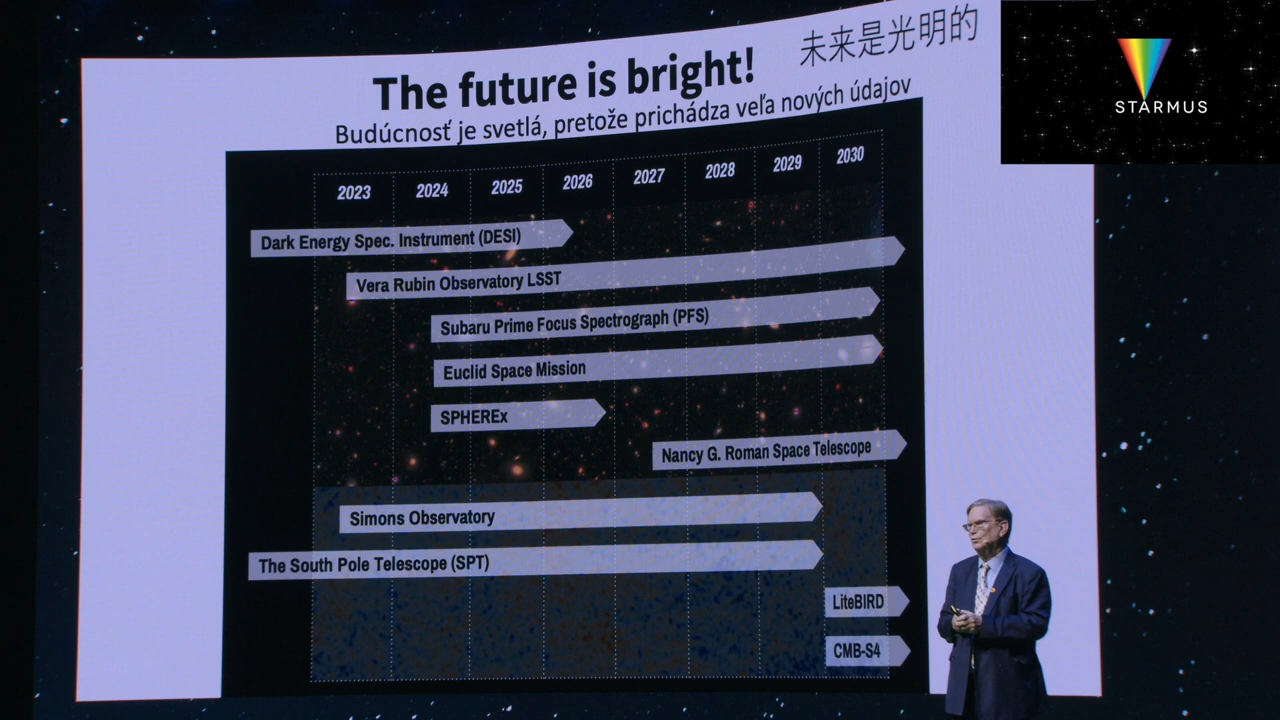 The future is bright!
未来是光明的
Budúcnosť je svetlá, pretože prichádza veľa nových údajov
STARMUS
2023 2024 2025 2026 2027 2028 2029 2030
Dark Energy Spec. Instrument (DESI)
Vera Rubin Observatory LSST
Subaru Prime Focus Spectrograph (PFS)
Euclid Space Mission
SPHEREx
Nancy G. Roman Space Telescope
Simons Observatory
The South Pole Telescope (SPT)
LiteBIRD
CMB-S4